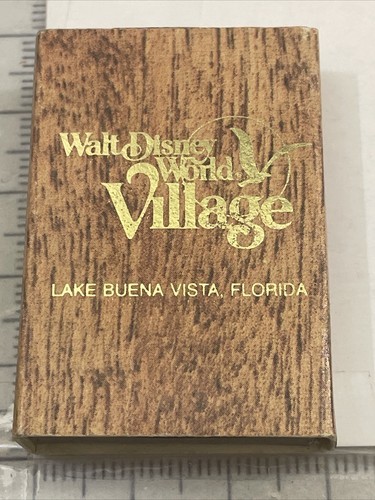 Walt Disney
World
Village
LAKE BUENA VISTA, FLORIDA